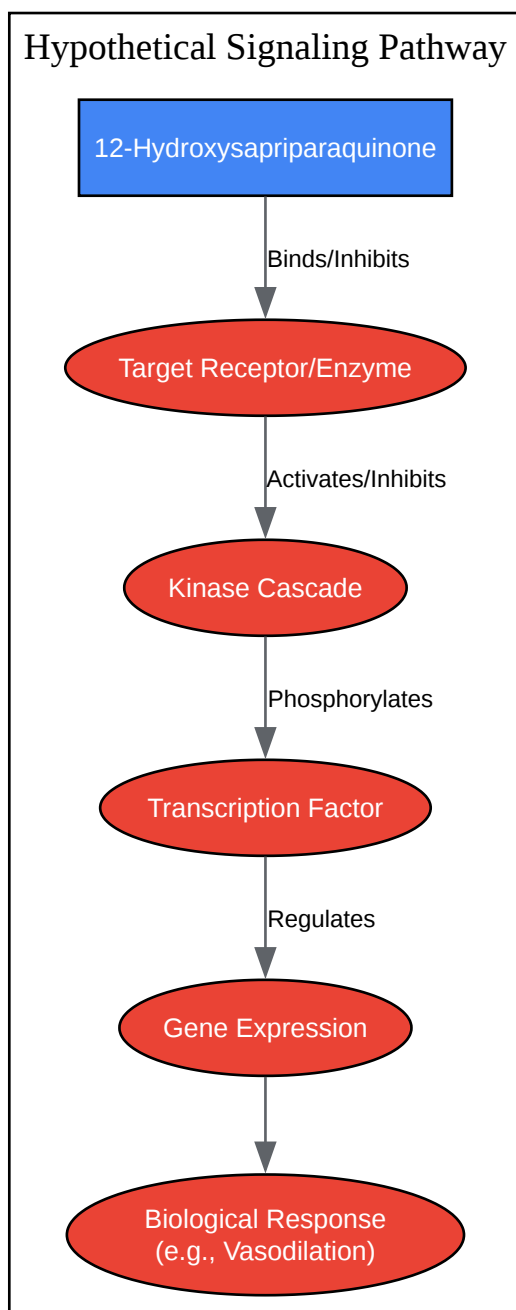 Hypothetical Signaling Pathway
12-Hydroxysapriparaquinone
Binds/Inhibits
Target Receptor/Enzyme
Activates/Inhibits
Kinase Cascade
Phosphorylates
Transcription Factor
Regulates
Gene Expression
Biological Response
(e.g., Vasodilation)